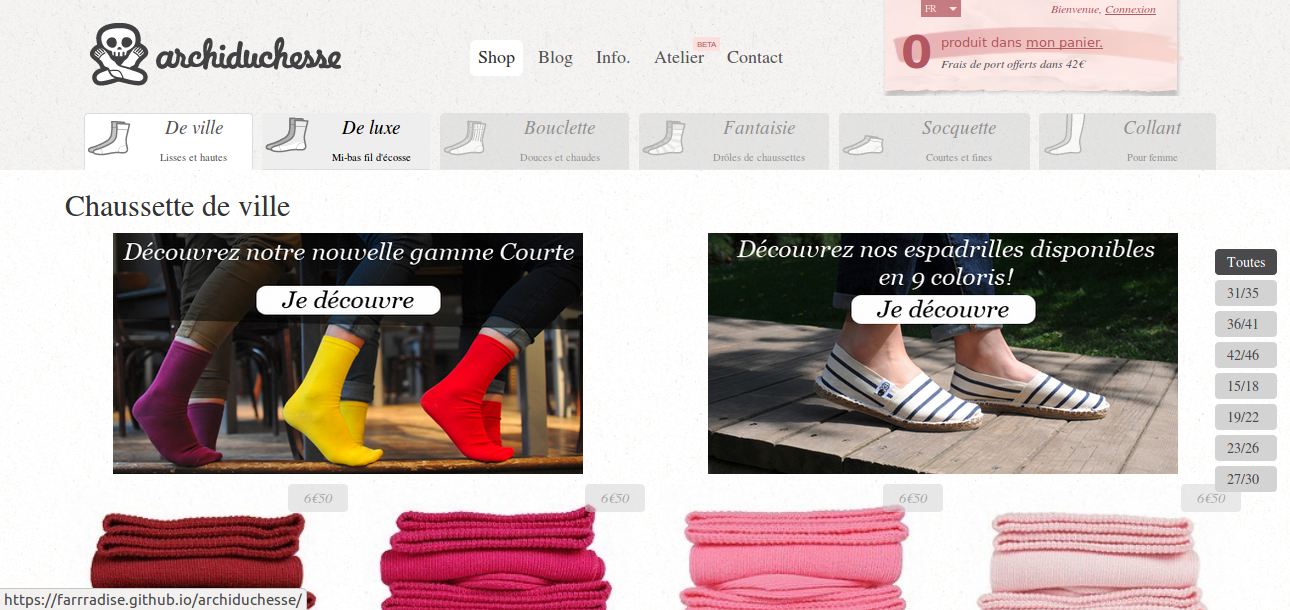 FR
Bienvenue, Connexion
archiduchesse
Shop
Blog
Info.
Atelier
BETA
Contact
0
produit dans mon panier.
Frais de port offerts dans 42€
De ville
Lisses et hautes
De luxe
Mi-bas fil d'écosse
Bouclette
Douces et chaudes
Fantaisie
Drôles de chaussettes
Socquette
Courtes et fines
Collant
Pour femme
Chaussette de ville
Découvrez notre nouvelle gamme Courte
Je découvre
Découvrez nos espadrilles disponibles
en 9 coloris!
Je découvre
Toutes
31/35
36/41
42/46
15/18
19/22
23/26
27/30
6€50
6€50
6€50
6€50
https://farrradise.github.io/archiduchesse/